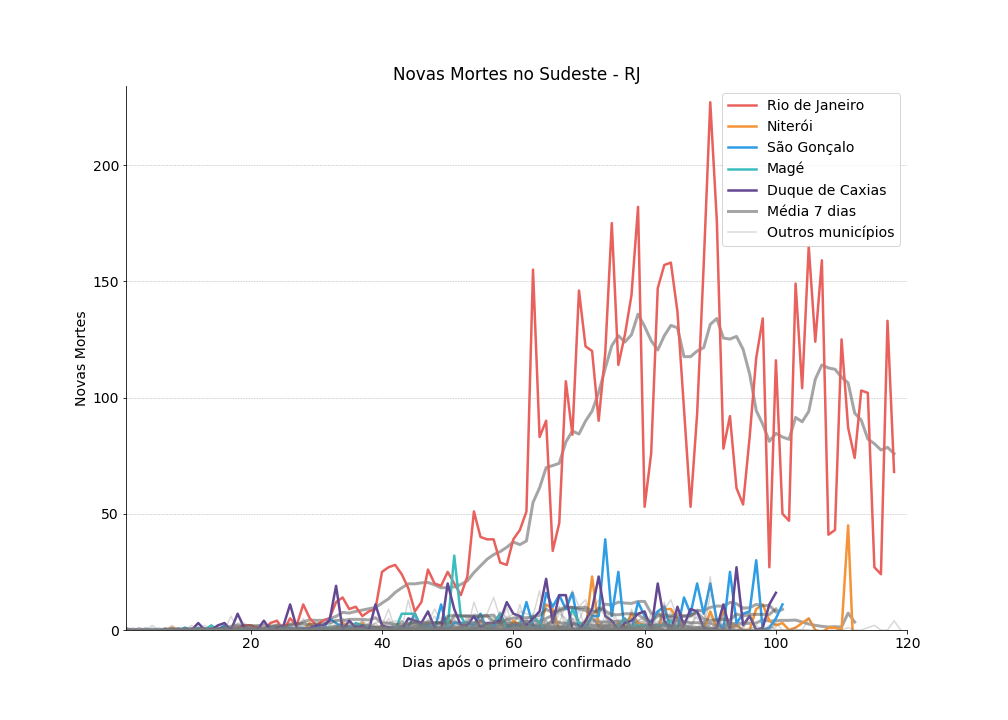 Novas Mortes no Sudeste - RJ
Rio de Janeiro
Niterói
São Gonçalo
Magé
Duque de Caxias
Média 7 dias
Outros municípios
200
150
100
50
0
Novas Mortes
20
40
60
80
100
120
Dias após o primeiro confirmado